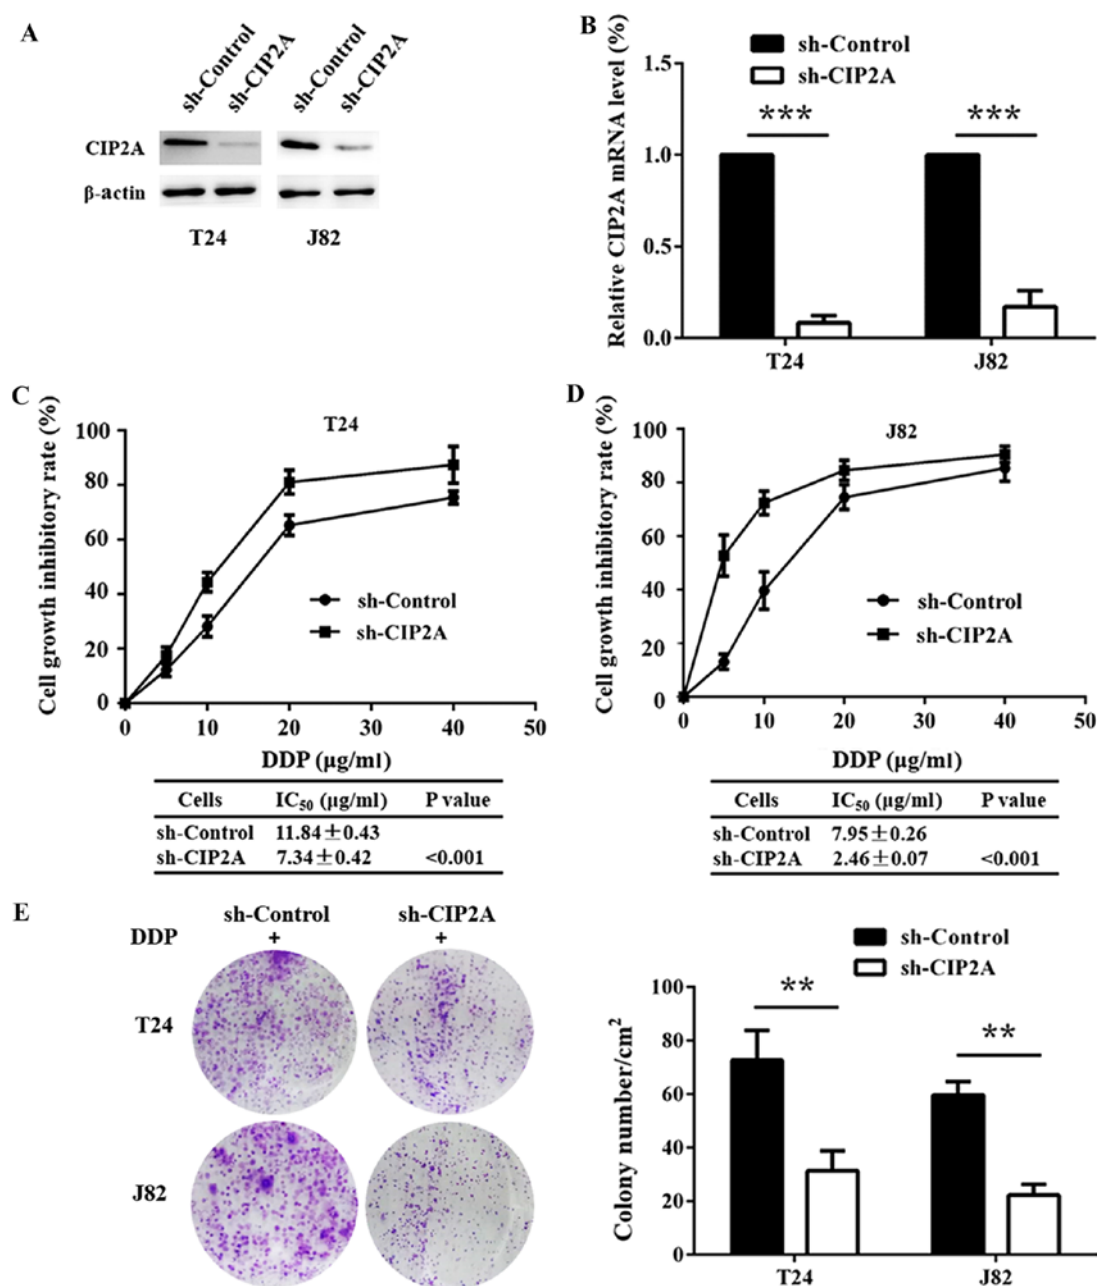 A
sh-Control
sh-CIP2A
sh-Control
sh-CIP2A
CIP2A
β-actin
T24 J82
B
sh-Control
sh-CIP2A
Relative CIP2A mRNA level (%)
1.5
1.0
0.5
0.0
*** ***
T24 J82
C
T24
Cell growth inhibitory rate (%)
100
80
60
40
20
0
sh-Control
sh-CIP2A
0 10 20 30 40 50
DDP (μg/ml)
Cells IC50 (μg/ml) P value
sh-Control 11.84±0.43
sh-CIP2A 7.34±0.42 <0.001
D
J82
Cell growth inhibitory rate (%)
100
80
60
40
20
0
sh-Control
sh-CIP2A
0 10 20 30 40 50
DDP (μg/ml)
Cells IC50 (μg/ml) P value
sh-Control 7.95±0.26
sh-CIP2A 2.46±0.07 <0.001
E
sh-Control sh-CIP2A
DDP + +
T24
J82
sh-Control
sh-CIP2A
Colony number/cm2
100
80
60
40
20
0
** **
T24 J82